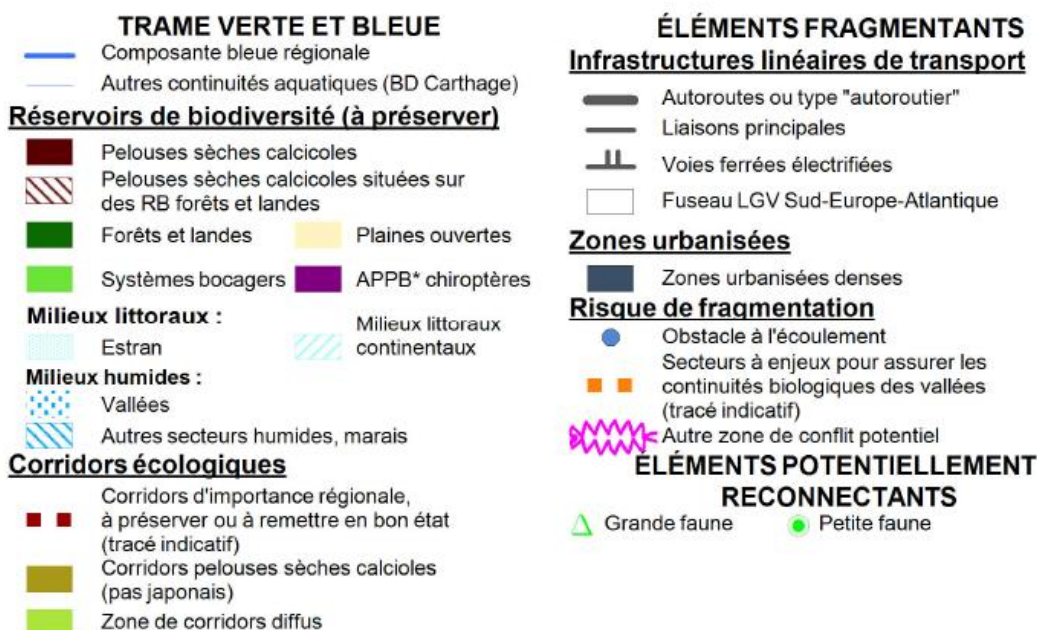 TRAME VERTE ET BLEUE
Composante bleue régionale
Autres continuités aquatiques (BD Carthage)
Réservoirs de biodiversité (à préserver)
Pelouses sèches calcicoles
Pelouses sèches calcicoles situées sur
des RB forêts et landes
Forêts et landes
Plaines ouvertes
Systèmes bocagers
APPB* chiroptères
Milieux littoraux :
Estran
Milieux littoraux
continentaux
Milieux humides :
Vallées
Autres secteurs humides, marais
Corridors écologiques
Corridors d'importance régionale,
à préserver ou à remettre en bon état
(tracé indicatif)
Corridors pelouses sèches calcioles
(pas japonais)
Zone de corridors diffus
ÉLÉMENTS FRAGMENTANTS
Infrastructures linéaires de transport
Autoroutes ou type "autoroutier"
Liaisons principales
Voies ferrées électrifiées
Fuseau LGV Sud-Europe-Atlantique
Zones urbanisées
Zones urbanisées denses
Risque de fragmentation
Obstacle à l'écoulement
Secteurs à enjeux pour assurer les
continuités biologiques des vallées
(tracé indicatif)
Autre zone de conflit potentiel
ÉLÉMENTS POTENTIELLEMENT
RECONNECTANTS
Grande faune
Petite faune